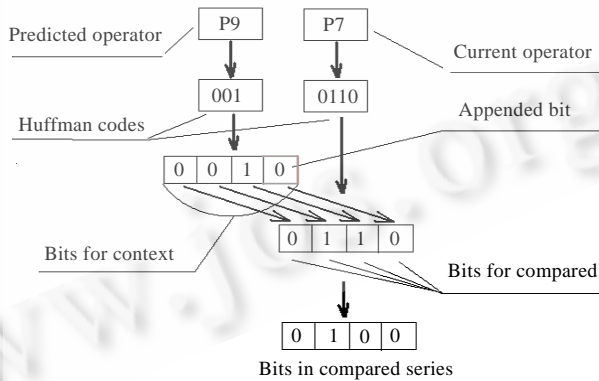 Predicted operator
P9
P7
Current operator
001
0110
Huffman codes
Appended bit
0 0 1 0
Bits for context
0 1 1 0
Bits for compared
0 1 0 0
Bits in compared series